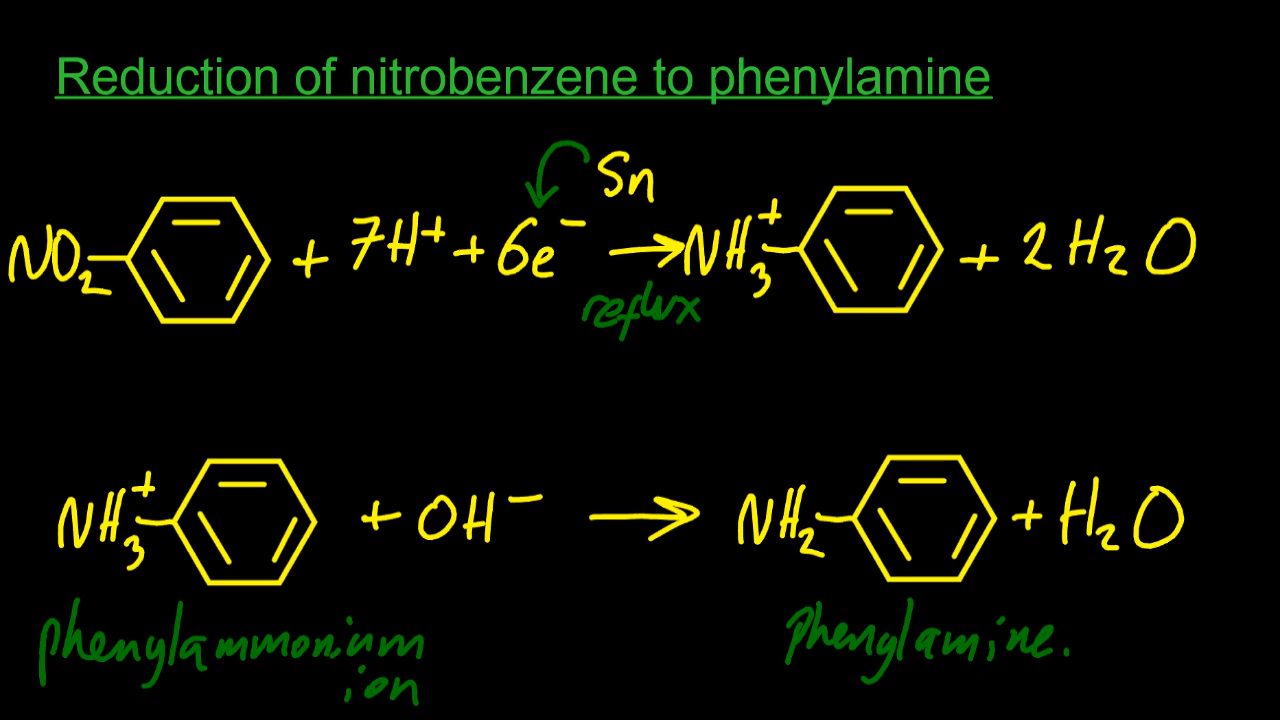 Reduction of nitrobenzene to phenylamine
Sn
NO₂ + 7H⁺ + 6e⁻ → NH₃⁺ + 2H₂O
reflux
NH₃⁺ + OH⁻ → NH₂ + H₂O
phenylammonium phenylamine.
ion